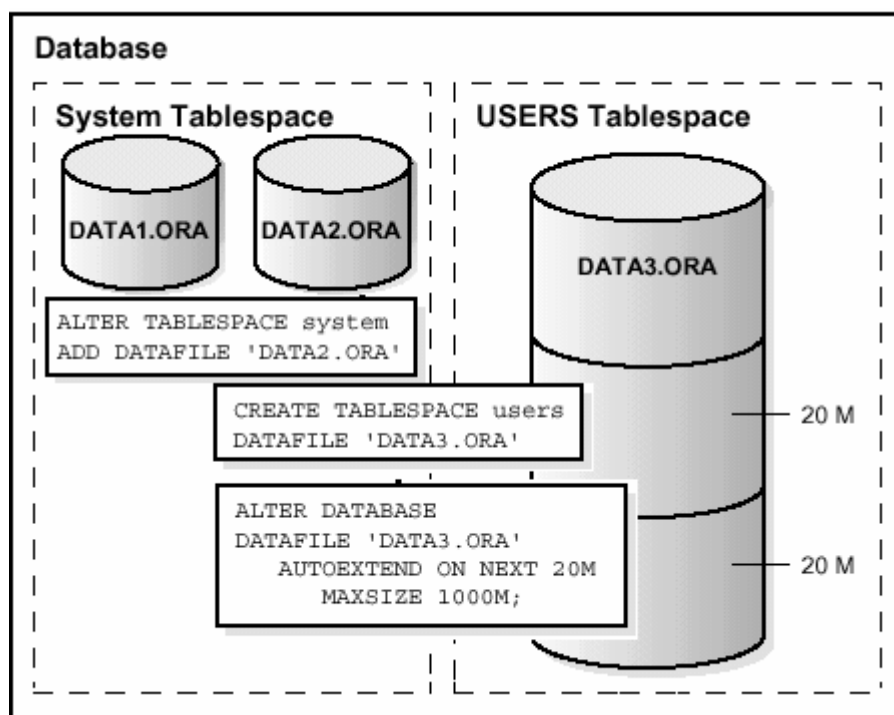 Database
System Tablespace
USERS Tablespace
DATA1.ORA
DATA2.ORA
DATA3.ORA
ALTER TABLESPACE system
ADD DATAFILE 'DATA2.ORA'
CREATE TABLESPACE users
DATAFILE 'DATA3.ORA'
20 M
ALTER DATABASE
DATAFILE 'DATA3.ORA'
AUTOEXTEND ON NEXT 20M
MAXSIZE 1000M;
20 M